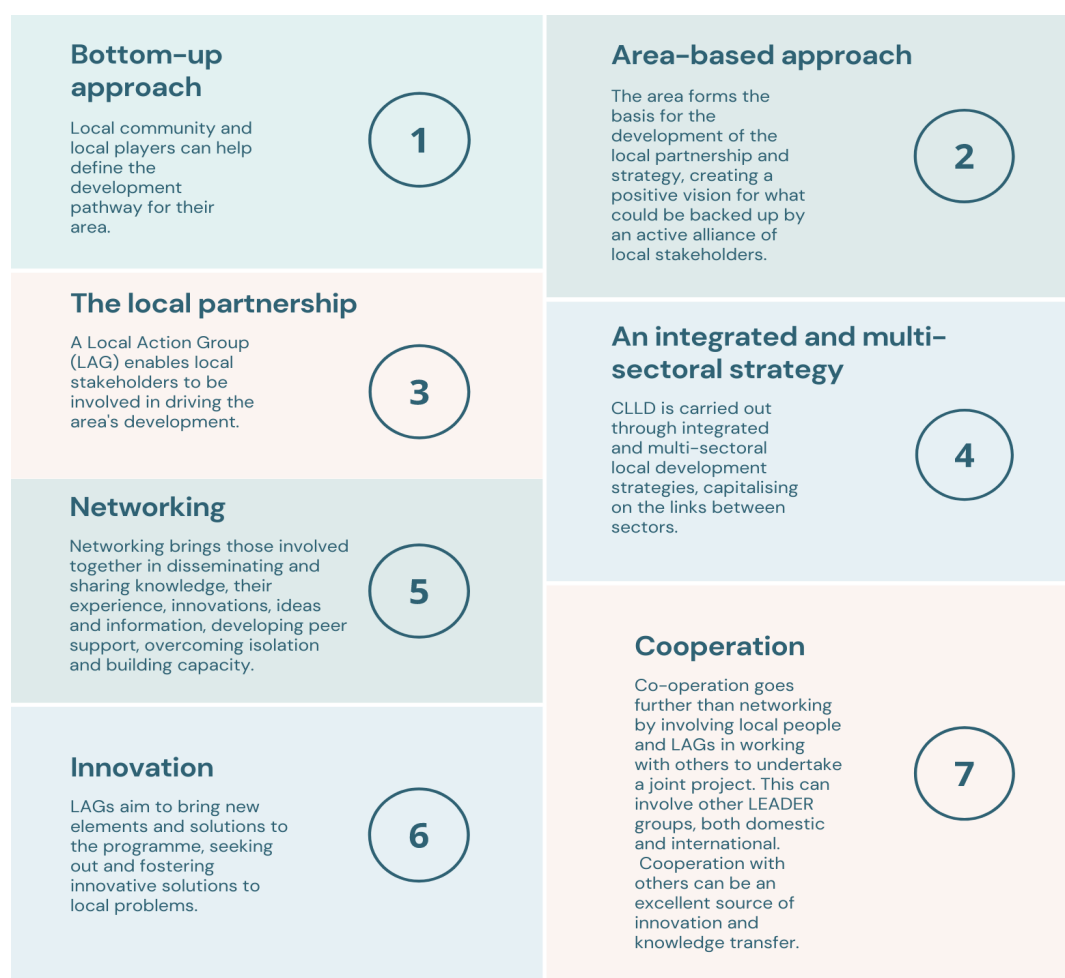 Bottom-up
approach
Local community and
local players can help
define the
development
pathway for their
area.
1
Area-based approach
The area forms the
basis for the
development of the
local partnership and
strategy, creating a
positive vision for what
could be backed up by
an active alliance of
local stakeholders.
2
The local partnership
A Local Action Group
(LAG) enables local
stakeholders to be
involved in driving the
area's development.
3
An integrated and multi-
sectoral strategy
CLLD is carried out
through integrated
and multi-sectoral
local development
strategies, capitalising
on the links between
sectors.
4
Networking
Networking brings those involved
together in disseminating and
sharing knowledge, their
experience, innovations, ideas
and information, developing peer
support, overcoming isolation
and building capacity.
5
Innovation
LAGs aim to bring new
elements and solutions to
the programme, seeking
out and fostering
innovative solutions to
local problems.
6
Cooperation
Co-operation goes
further than networking
by involving local people
and LAGs in working
with others to undertake
a joint project. This can
involve other LEADER
groups, both domestic
and international.
Cooperation with
others can be an
excellent source of
innovation and
knowledge transfer.
7